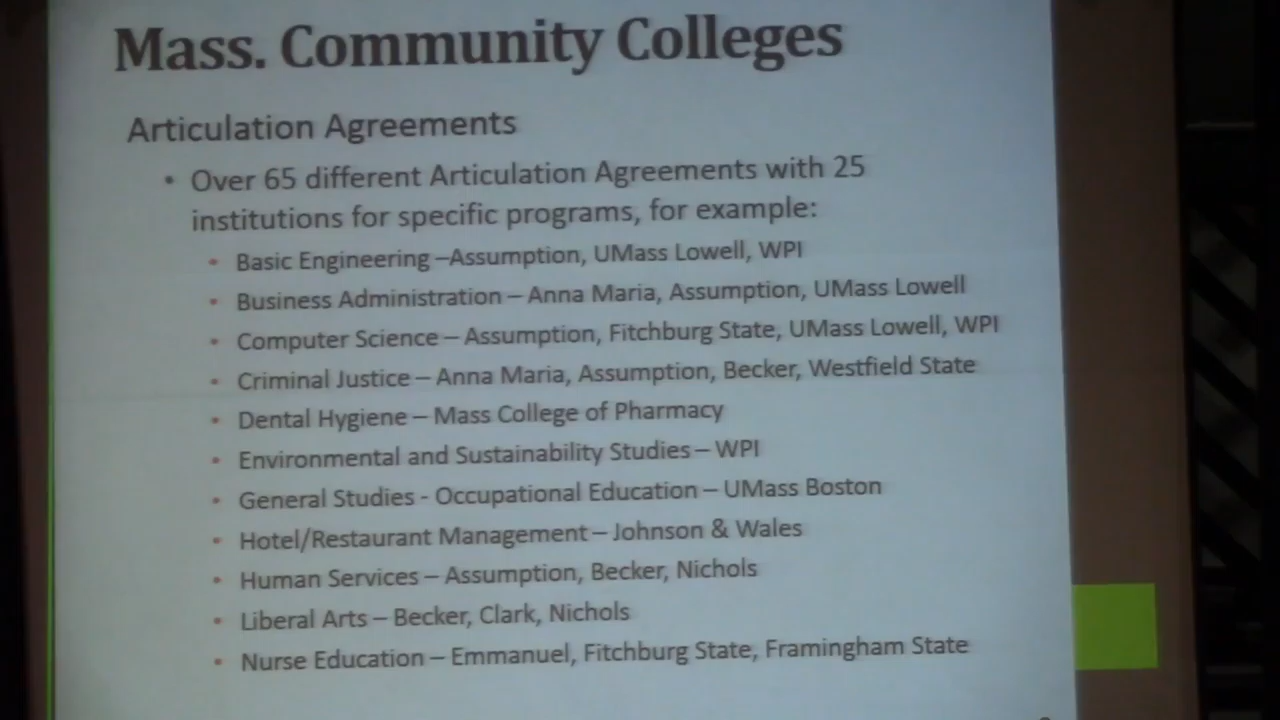 Mass. Community Colleges
Articulation Agreements
• Over 65 different Articulation Agreements with 25
institutions for specific programs, for example:
• Basic Engineering –Assumption, UMass Lowell, WPI
• Business Administration – Anna Maria, Assumption, UMass Lowell
• Computer Science – Assumption, Fitchburg State, UMass Lowell, WPI
• Criminal Justice – Anna Maria, Assumption, Becker, Westfield State
• Dental Hygiene – Mass College of Pharmacy
• Environmental and Sustainability Studies – WPI
• General Studies - Occupational Education – UMass Boston
• Hotel/Restaurant Management – Johnson & Wales
• Human Services – Assumption, Becker, Nichols
• Liberal Arts – Becker, Clark, Nichols
• Nurse Education – Emmanuel, Fitchburg State, Framingham State